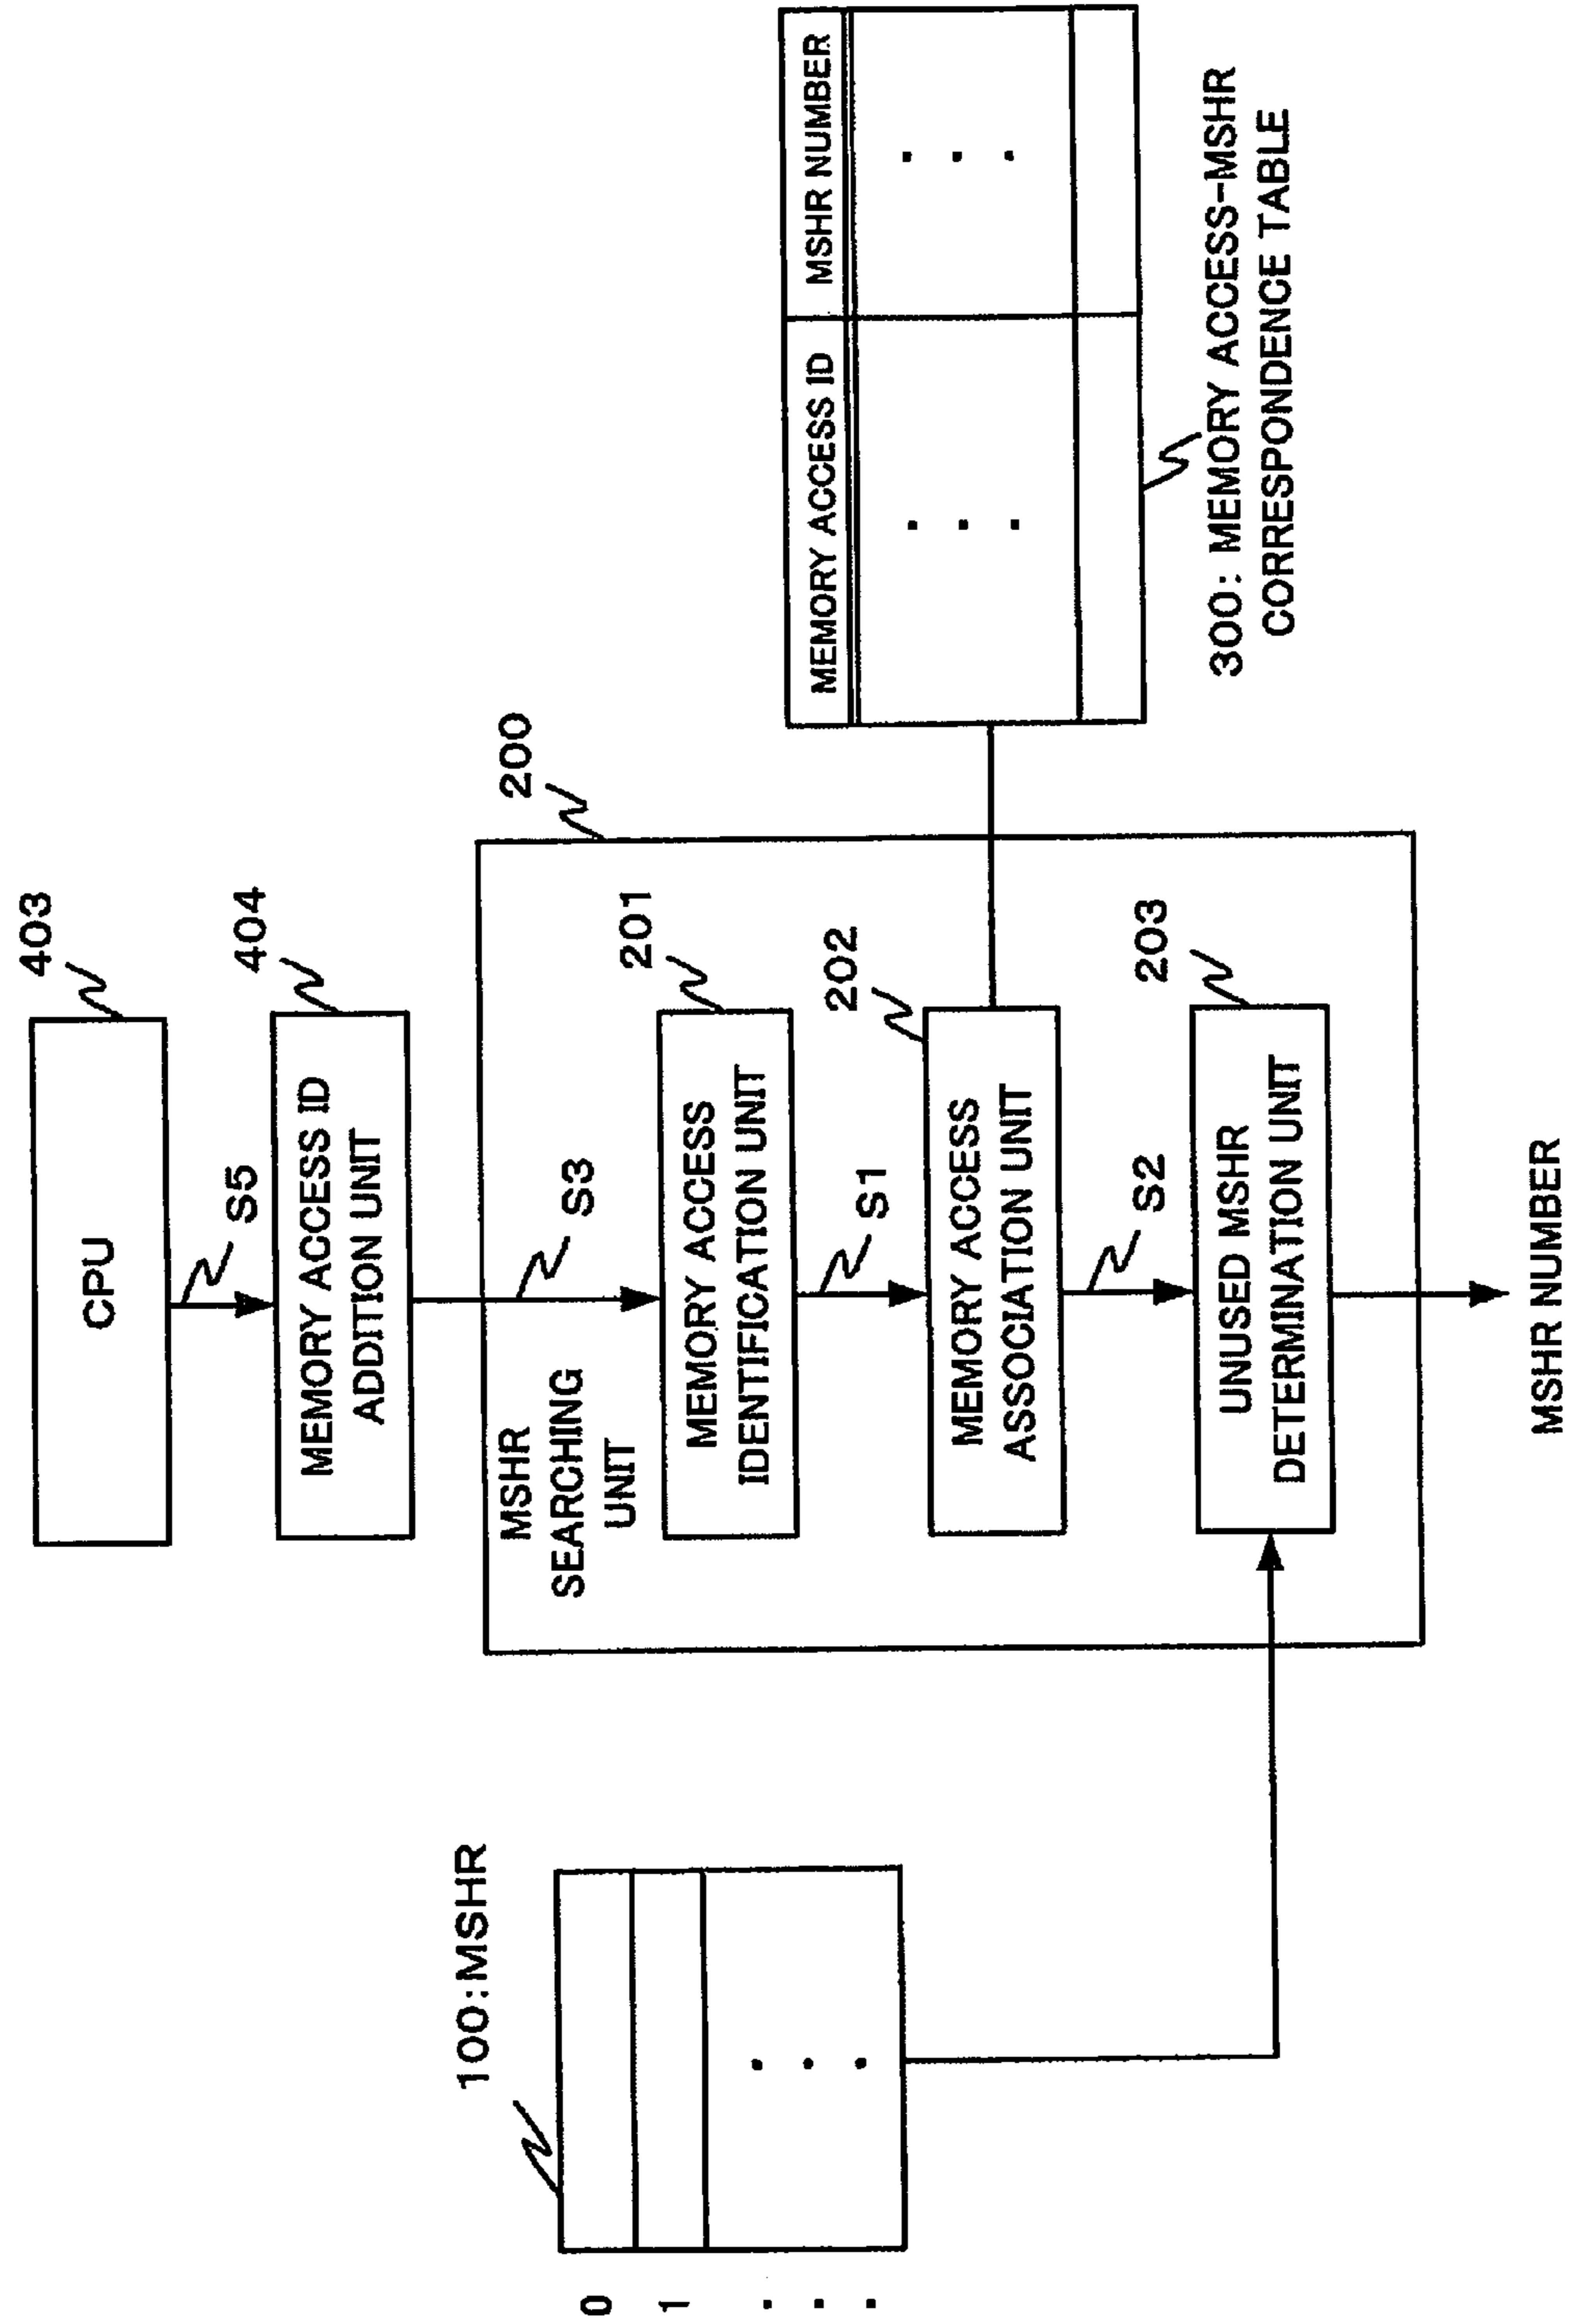 403
CPU
S5
404
MEMORY ACCESS ID
ADDITION UNIT
200
MSHR
SEARCHING
UNIT
S3
201
MEMORY ACCESS
IDENTIFICATION UNIT
S1
202
MEMORY ACCESS
ASSOCIATION UNIT
S2
203
UNUSED MSHR
DETERMINATION UNIT
MSHR NUMBER
100:MSHR
0
1
MEMORY ACCESS ID
MSHR NUMBER
300: MEMORY ACCESS-MSHR
CORRESPONDENCE TABLE